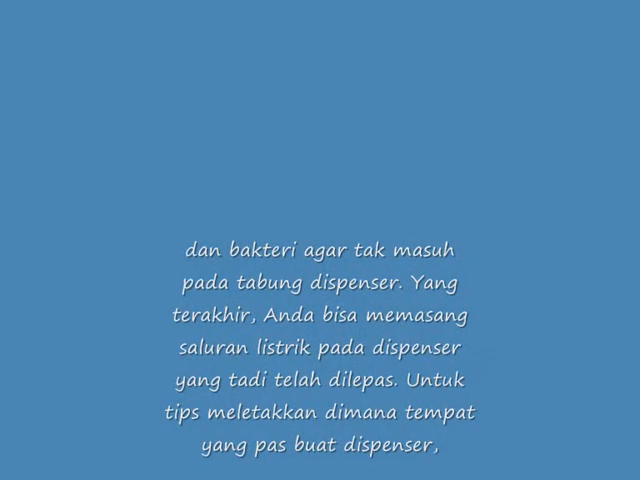 dan bakteri agar tak masuh
pada tabung dispenser. Yang
terakhir, Anda bisa memasang
saluran listrik pada dispenser
yang tadi telah dilepas. Untuk
tips meletakkan dimana tempat
yang pas buat dispenser,